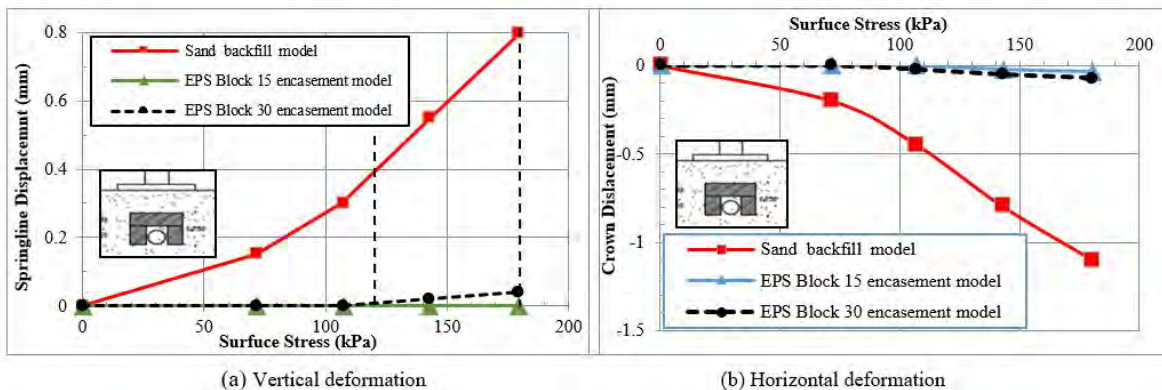 0.8
0.6
0.4
0.2
0
0
50
100
150
200
Springline Displacemnt (mm)
Surfuce Stress (kPa)
Sand backfill model
EPS Block 15 encasement model
EPS Block 30 encasement model
(a) Vertical deformation
Surfuce Stress (kPa)
0
50
100
150
200
0
-0.5
-1
-1.5
Crown Dislacement (mm)
Sand backfill model
EPS Block 15 encasement model
EPS Block 30 encasement model
(b) Horizontal deformation